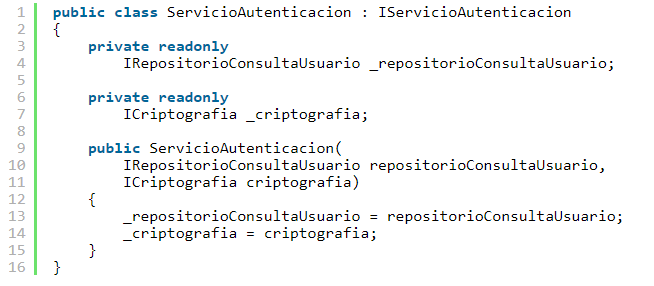 1 public class ServicioAutenticacion : IServicioAutenticacion
2 {
3     private readonly
4         IRepositorioConsultaUsuario _repositorioConsultaUsuario;
5
6     private readonly
7         ICriptografia _criptografia;
8
9     public ServicioAutenticacion(
10         IRepositorioConsultaUsuario repositorioConsultaUsuario,
11         ICriptografia criptografia)
12     {
13         _repositorioConsultaUsuario = repositorioConsultaUsuario;
14         _criptografia = criptografia;
15     }
16 }